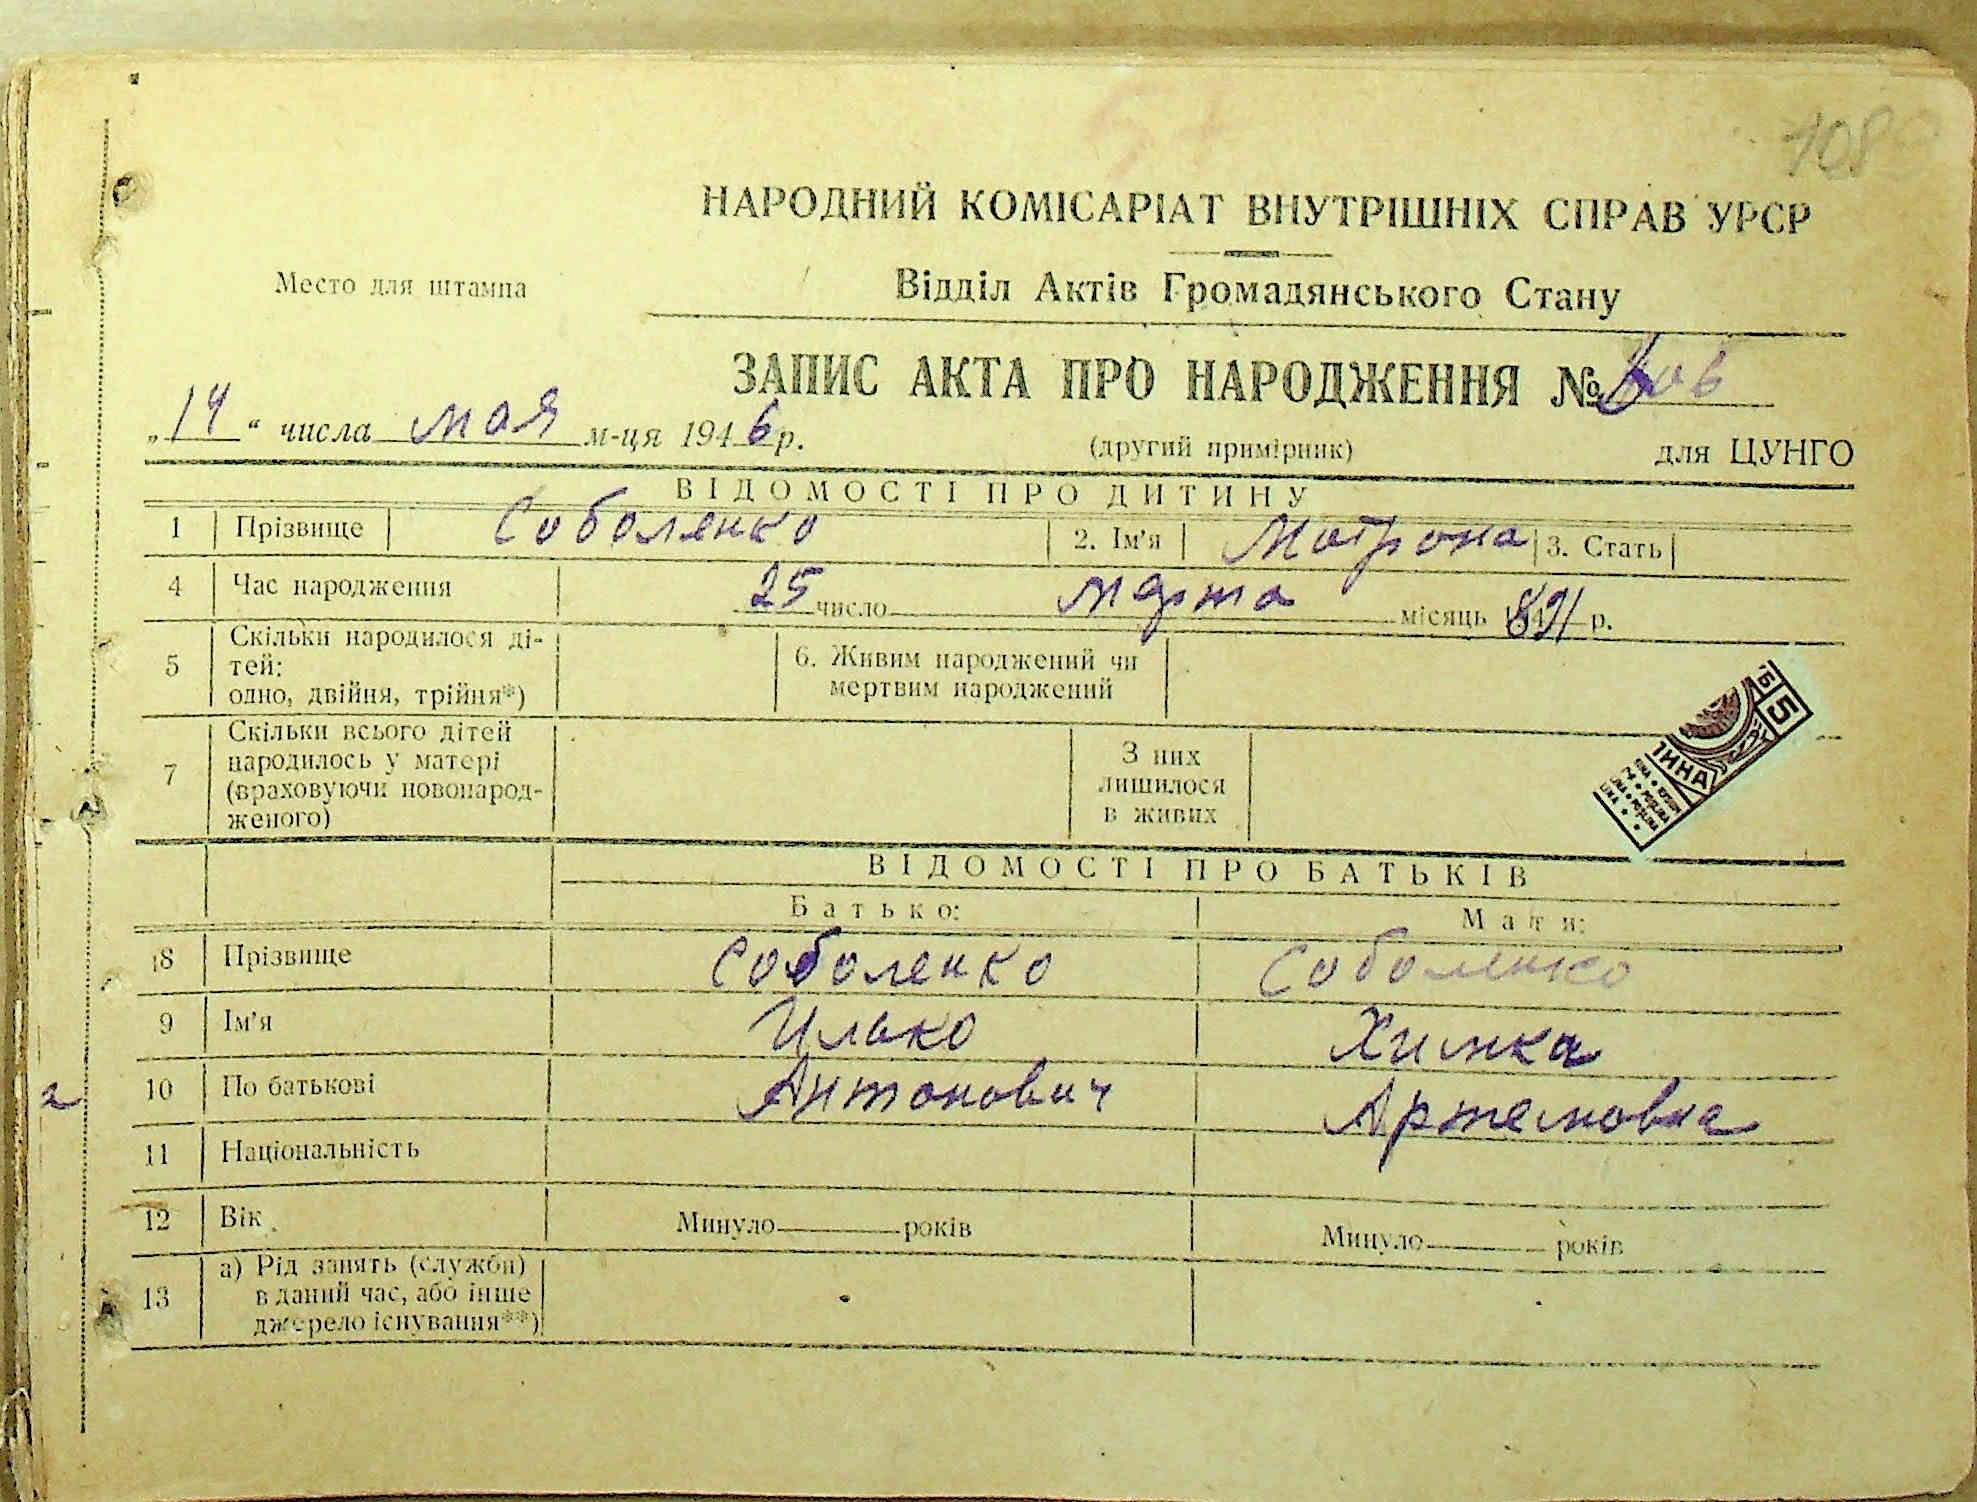 108
НАРОДНИЙ КОМІСАРІАТ ВНУТРІШНІХ СПРАВ УРСР
Место для штампа
Відділ Актів Громадянського Стану
ЗАПИС АКТА ПРО НАРОДЖЕННЯ №
„14“ числа мая м-ця 1946 р.
(другий примірник) для ЦУНГО
ВІДОМОСТІ ПРО ДИТИНУ
1 Прізвище Соболенко 2. Ім'я Мотрона 3. Стать
4 Час народження 25 число марта місяць 1891 р.
5 Скільки народилося ді-
тей:
одно, двійня, трійня*)
6. Живим народжений чи
мертвим народжений
7 Скільки всього дітей
народилось у матері
(враховуючи новонарод-
женого)
З них
лишилося
в живих
ВІДОМОСТІ ПРО БАТЬКІВ
Батько: Мати:
8 Прізвище Соболенко Соболенко
9 Ім'я Илько Химка
10 По батькові Антонович Артемовна
11 Національність
12 Вік Минуло років Минуло років
13 а) Рід занять (служби)
в даний час, або інше
джерело існування**)